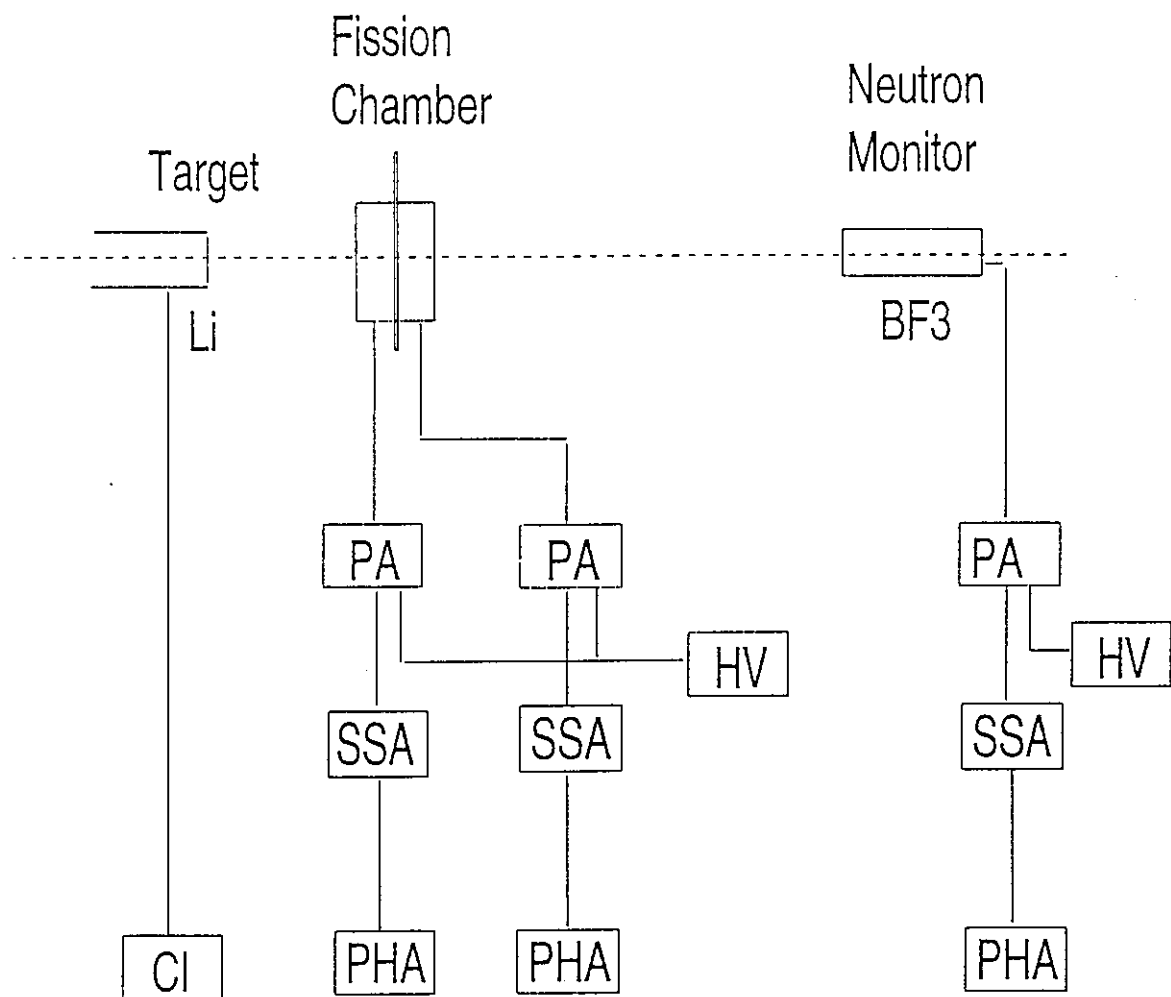 Fission
Chamber
Neutron
Monitor
Target
Li
BF3
PA
PA
PA
HV
HV
SSA
SSA
SSA
CI
PHA
PHA
PHA